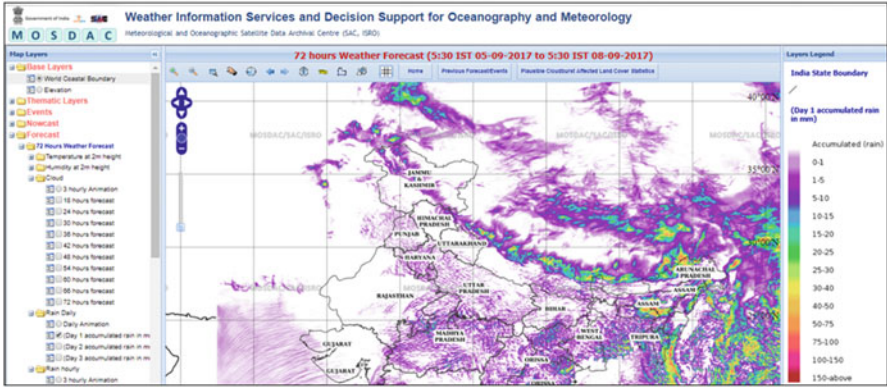 Government of India
Weather Information Services and Decision Support for Oceanography and Meteorology
MOSDAC
Meteorological and Oceanographic Satellite Data Archival Centre (SAC, ISRO)
Map Layers
Base Layers
World Coastal Boundary
Elevation
Thematic Layers
Events
Nowcast
Forecast
72 Hours Weather Forecast
Temperature at 2m height
Humidity at 2m height
Cloud
3 hourly Animation
18 hours forecast
24 hours forecast
30 hours forecast
36 hours forecast
42 hours forecast
48 hours forecast
54 hours forecast
60 hours forecast
66 hours forecast
72 hours forecast
Rain Daily
Daily Animation
(Day 1 accumulated rain in m
(Day 2 accumulated rain in m
(Day 3 accumulated rain in m
Rain hourly
3 hourly Animation
72 hours Weather Forecast (5:30 IST 05-09-2017 to 5:30 IST 08-09-2017)
Home
Previous Forecast/Events
Plausible Cloudburst Affected Land Cover Statistics
40°00'N
MOSDAC/SAC/ISRO
35°00'N
JAMMU
&
KASHMIR
HIMACHAL
PRADESH
PUNJAB
UTTARAKHAND
HARYANA
ARUNACHAL
PRADESH
ASSAM
RAJASTHAN
UTTAR
PRADESH
ASSAM
BIHAR
MADHYA
PRADESH
WEST
BENGAL
TRIPURA
GUJARAT
GUJARAT
ORISSA
Layers Legend
India State Boundary
(Day 1 accumulated rain
in mm)
Accumulated (rain)
0-1
1-5
5-10
10-15
15-20
20-25
25-30
30-40
40-50
50-75
75-100
100-150
150-above